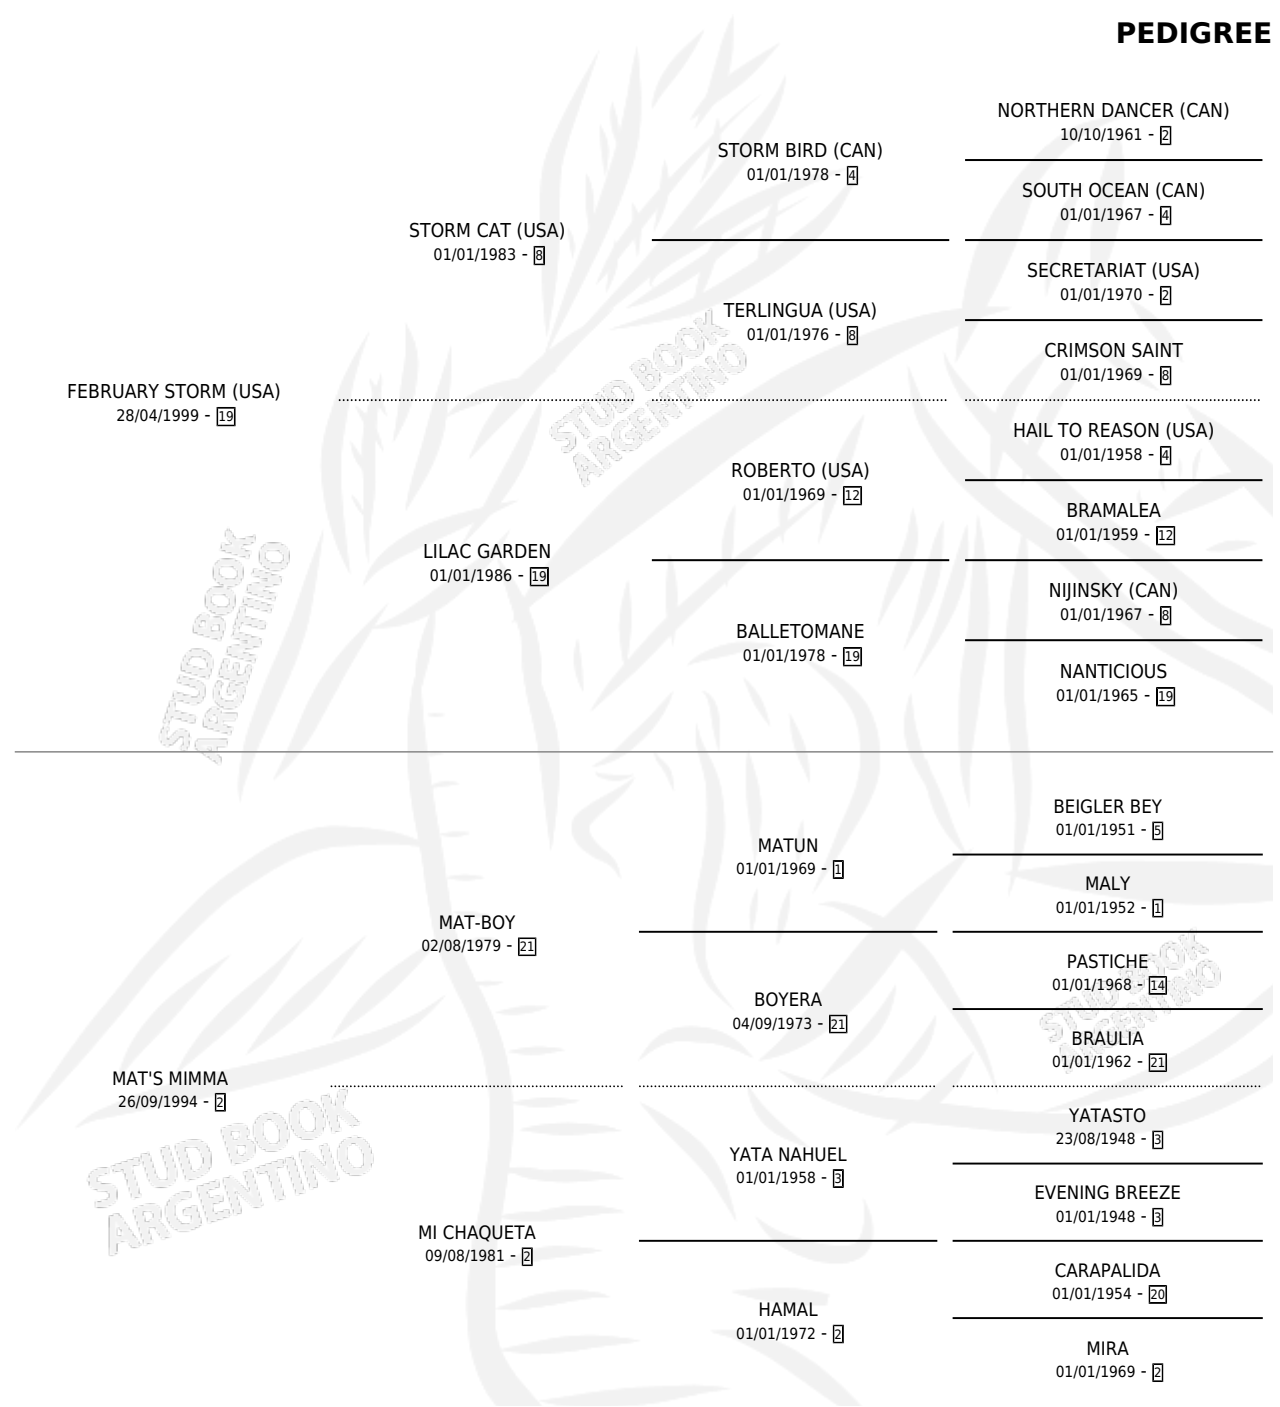 PEDIGREE
NORTHERN DANCER (CAN)
10/10/1961 - 2
STORM BIRD (CAN)
01/01/1978 - 4
SOUTH OCEAN (CAN)
01/01/1967 - 4
STORM CAT (USA)
01/01/1983 - 8
SECRETARIAT (USA)
01/01/1970 - 2
TERLINGUA (USA)
01/01/1976 - 8
CRIMSON SAINT
01/01/1969 - 8
FEBRUARY STORM (USA)
28/04/1999 - 19
HAIL TO REASON (USA)
01/01/1958 - 4
ROBERTO (USA)
01/01/1969 - 12
BRAMALEA
01/01/1959 - 12
LILAC GARDEN
01/01/1986 - 19
NIJINSKY (CAN)
01/01/1967 - 8
BALLETOMANE
01/01/1978 - 19
NANTICIOUS
01/01/1965 - 19
BEIGLER BEY
01/01/1951 - 5
MATUN
01/01/1969 - 1
MALY
01/01/1952 - 1
MAT-BOY
02/08/1979 - 21
PASTICHE
01/01/1968 - 14
BOYERA
04/09/1973 - 21
BRAULIA
01/01/1962 - 21
MAT'S MIMMA
26/09/1994 - 2
YATASTO
23/08/1948 - 3
YATA NAHUEL
01/01/1958 - 3
EVENING BREEZE
01/01/1948 - 3
MI CHAQUETA
09/08/1981 - 2
CARAPALIDA
01/01/1954 - 20
HAMAL
01/01/1972 - 2
MIRA
01/01/1969 - 2
STUD BOOK
ARGENTINO
STUD BOOK
ARGENTINO
STUD BOOK
ARGENTINO
STUD BOOK
ARGENTINO